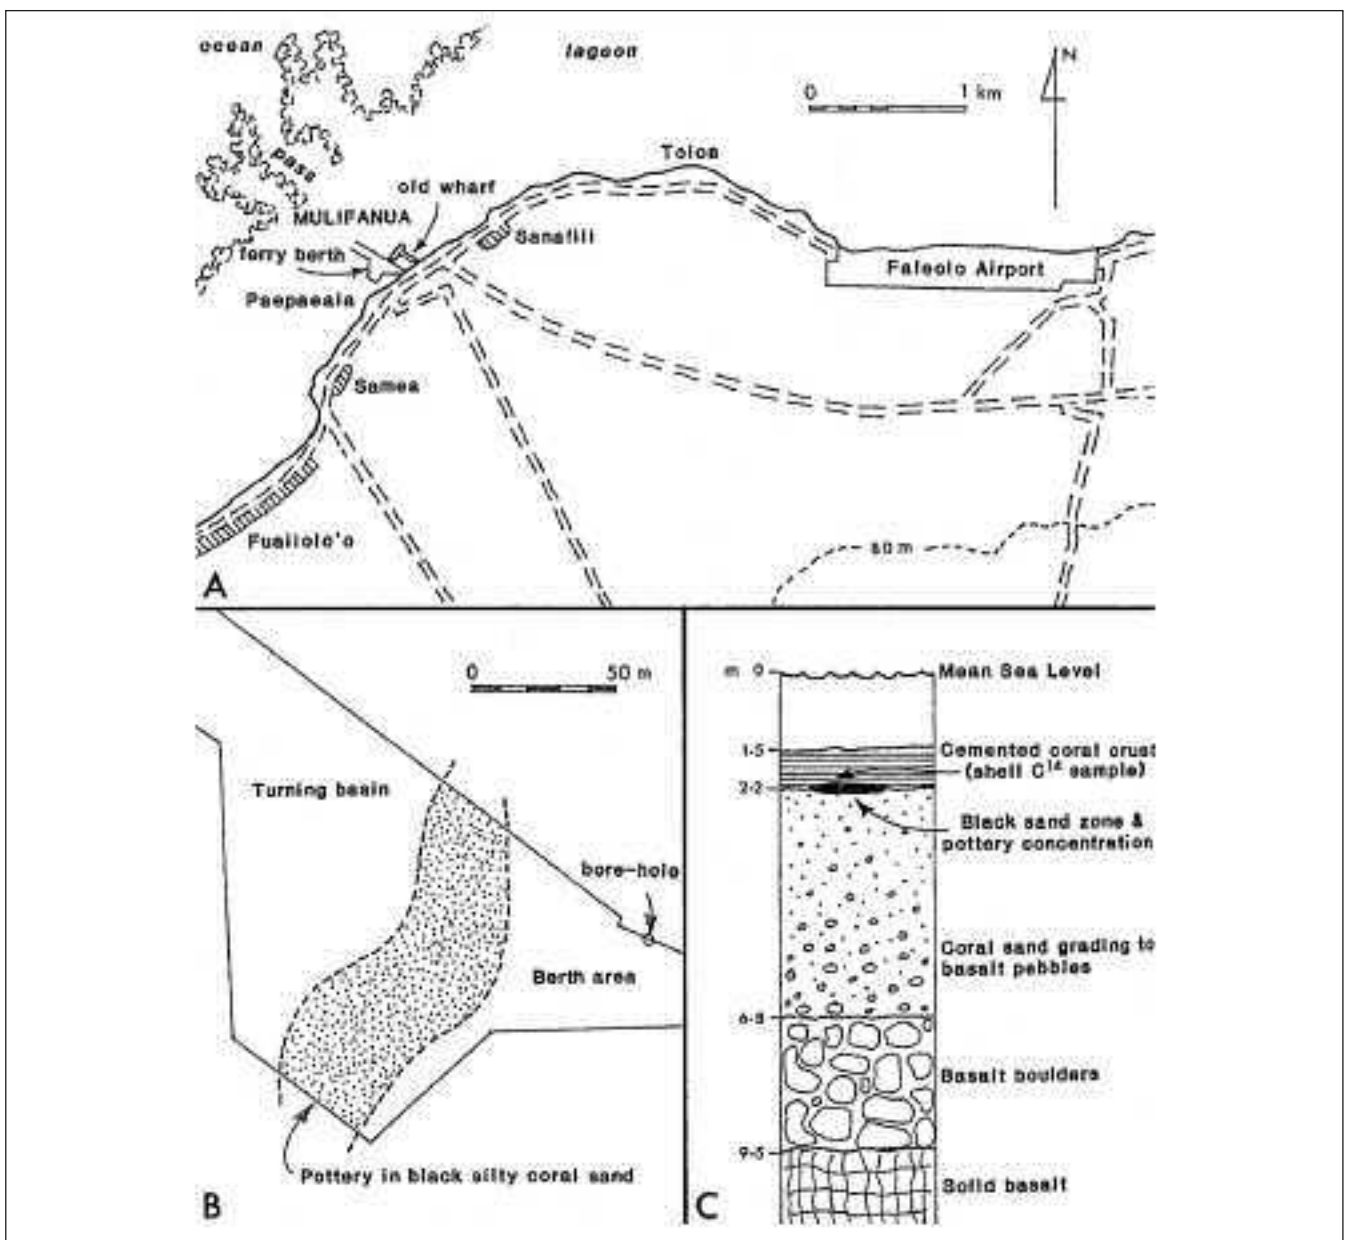 ocean
lagoon
N
0 1 km
pass
Toloa
old wharf
MULIFANUA
Sanafili
ferry berth
Faleolo Airport
Paepaeala
Samea
Fuailolo'o
60 m
A
0 50 m
m 0
Mean Sea Level
1·5
Cemented coral crust
(shell C14 sample)
2·2
Turning basin
Black sand zone &
pottery concentration
bore-hole
Coral sand grading to
basalt pebbles
Berth area
6·8
Basalt boulders
9·5
Pottery in black silty coral sand
Solid basalt
B
C